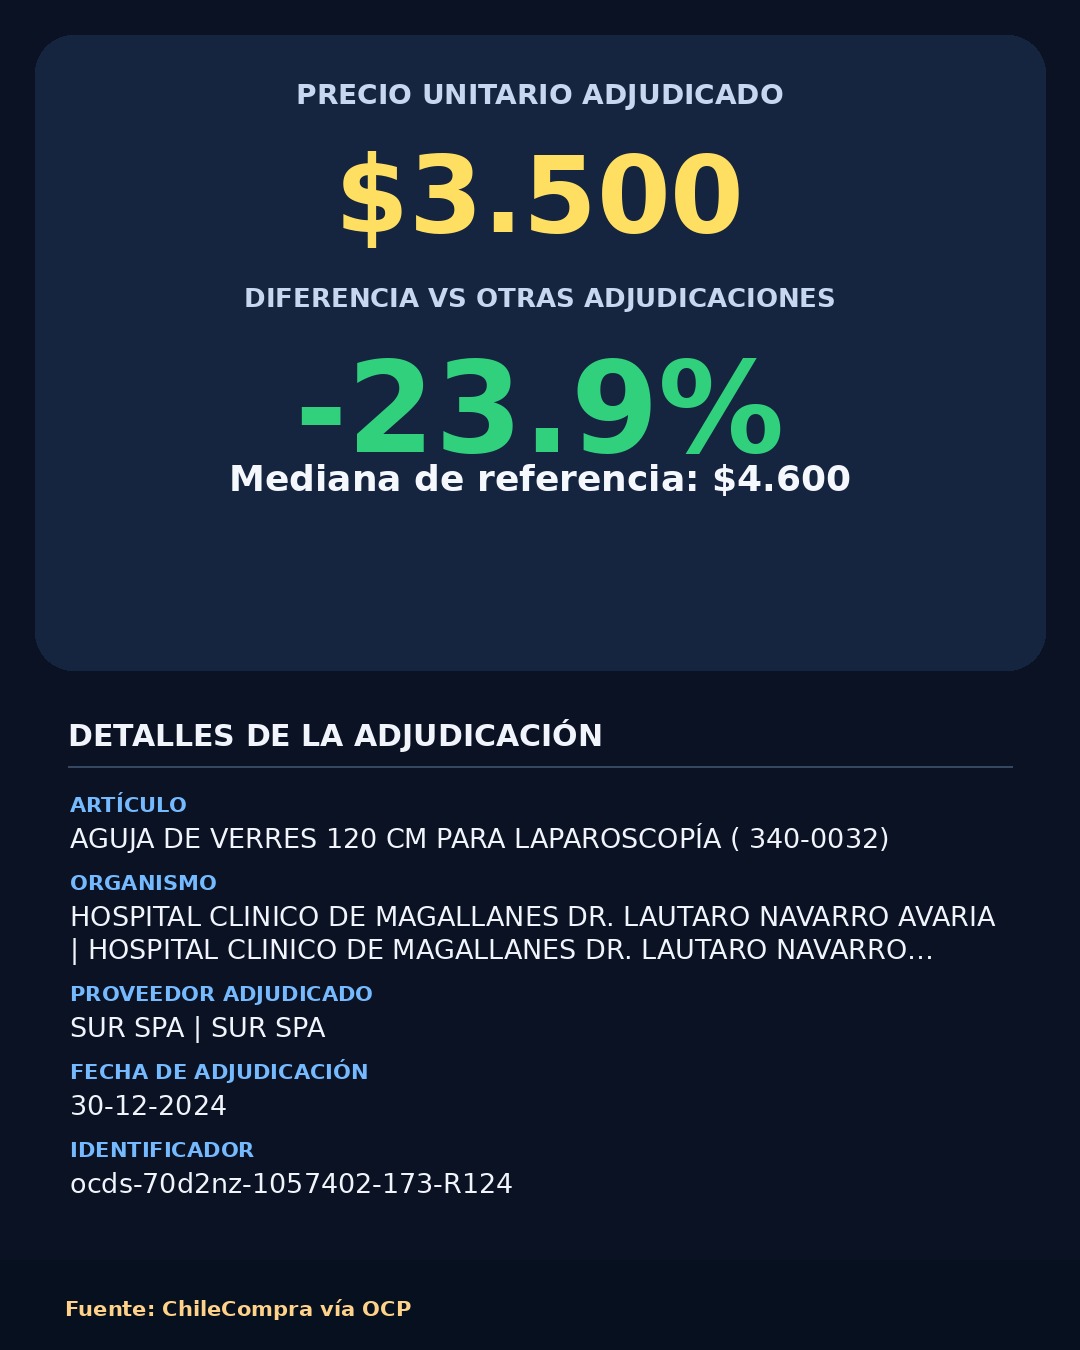 PRECIO UNITARIO ADJUDICADO
$3.500
DIFERENCIA VS OTRAS ADJUDICACIONES
-23.9%
Mediana de referencia: $4.600
DETALLES DE LA ADJUDICACIÓN
ARTÍCULO
AGUJA DE VERRES 120 CM PARA LAPAROSCOPÍA ( 340-0032)
ORGANISMO
HOSPITAL CLINICO DE MAGALLANES DR. LAUTARO NAVARRO AVARIA
| HOSPITAL CLINICO DE MAGALLANES DR. LAUTARO NAVARRO...
PROVEEDOR ADJUDICADO
SUR SPA | SUR SPA
FECHA DE ADJUDICACIÓN
30-12-2024
IDENTIFICADOR
ocds-70d2nz-1057402-173-R124
Fuente: ChileCompra vía OCP